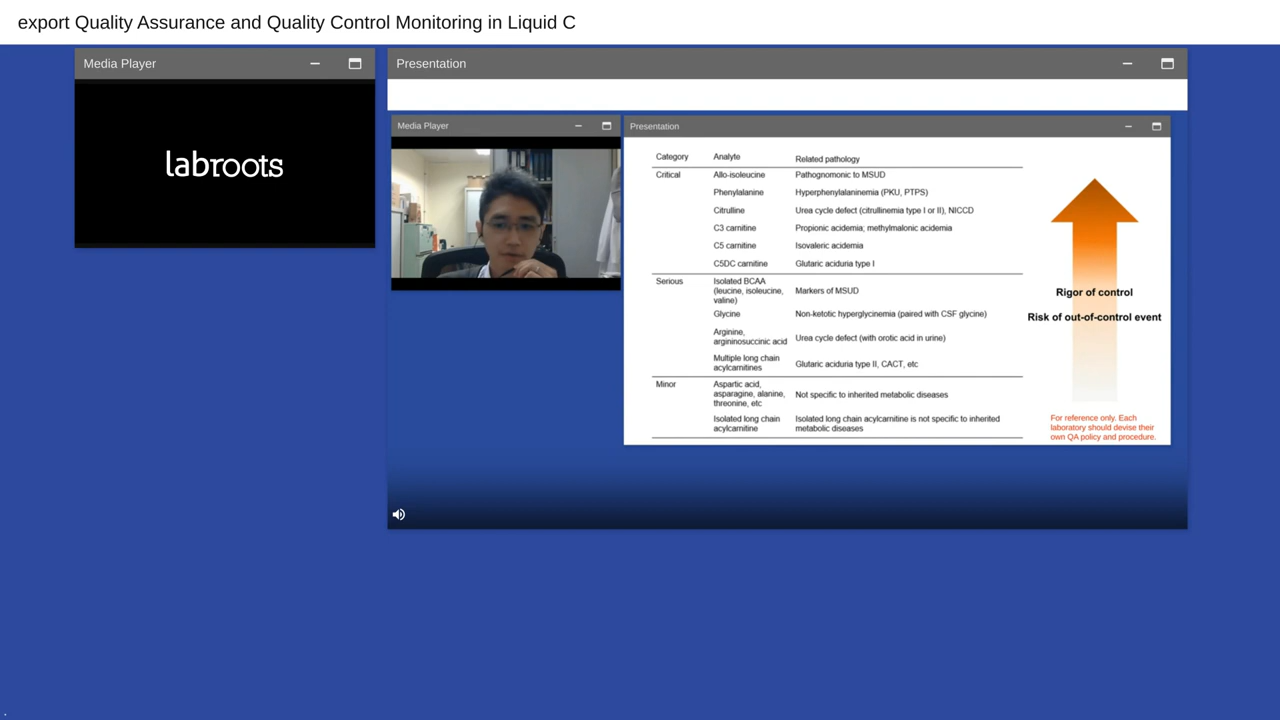 export Quality Assurance and Quality Control Monitoring in Liquid C
Media Player
Presentation
labroots
Media Player
Presentation
Category Analyte Related pathology
Critical Allo-isoleucine Pathognomonic to MSUD
Phenylalanine Hyperphenylalaninemia (PKU, PTPS)
Citrulline Urea cycle defect (citrullinemia type I or II), NICCD
C3 carnitine Propionic acidemia; methylmalonic acidemia
C5 carnitine Isovaleric acidemia
C5DC carnitine Glutaric aciduria type I
Serious Isolated BCAA
(leucine, isoleucine, Markers of MSUD
valine)
Glycine Non-ketotic hyperglycinemia (paired with CSF glycine)
Arginine,
argininosuccinic acid Urea cycle defect (with orotic acid in urine)
Multiple long chain
acylcarnitines Glutaric aciduria type II, CACT, etc
Minor Aspartic acid,
asparagine, alanine, Not specific to inherited metabolic diseases
threonine, etc
Isolated long chain Isolated long chain acylcarnitine is not specific to inherited
acylcarnitine metabolic diseases
Rigor of control
Risk of out-of-control event
For reference only. Each
laboratory should devise their
own QA policy and procedure.